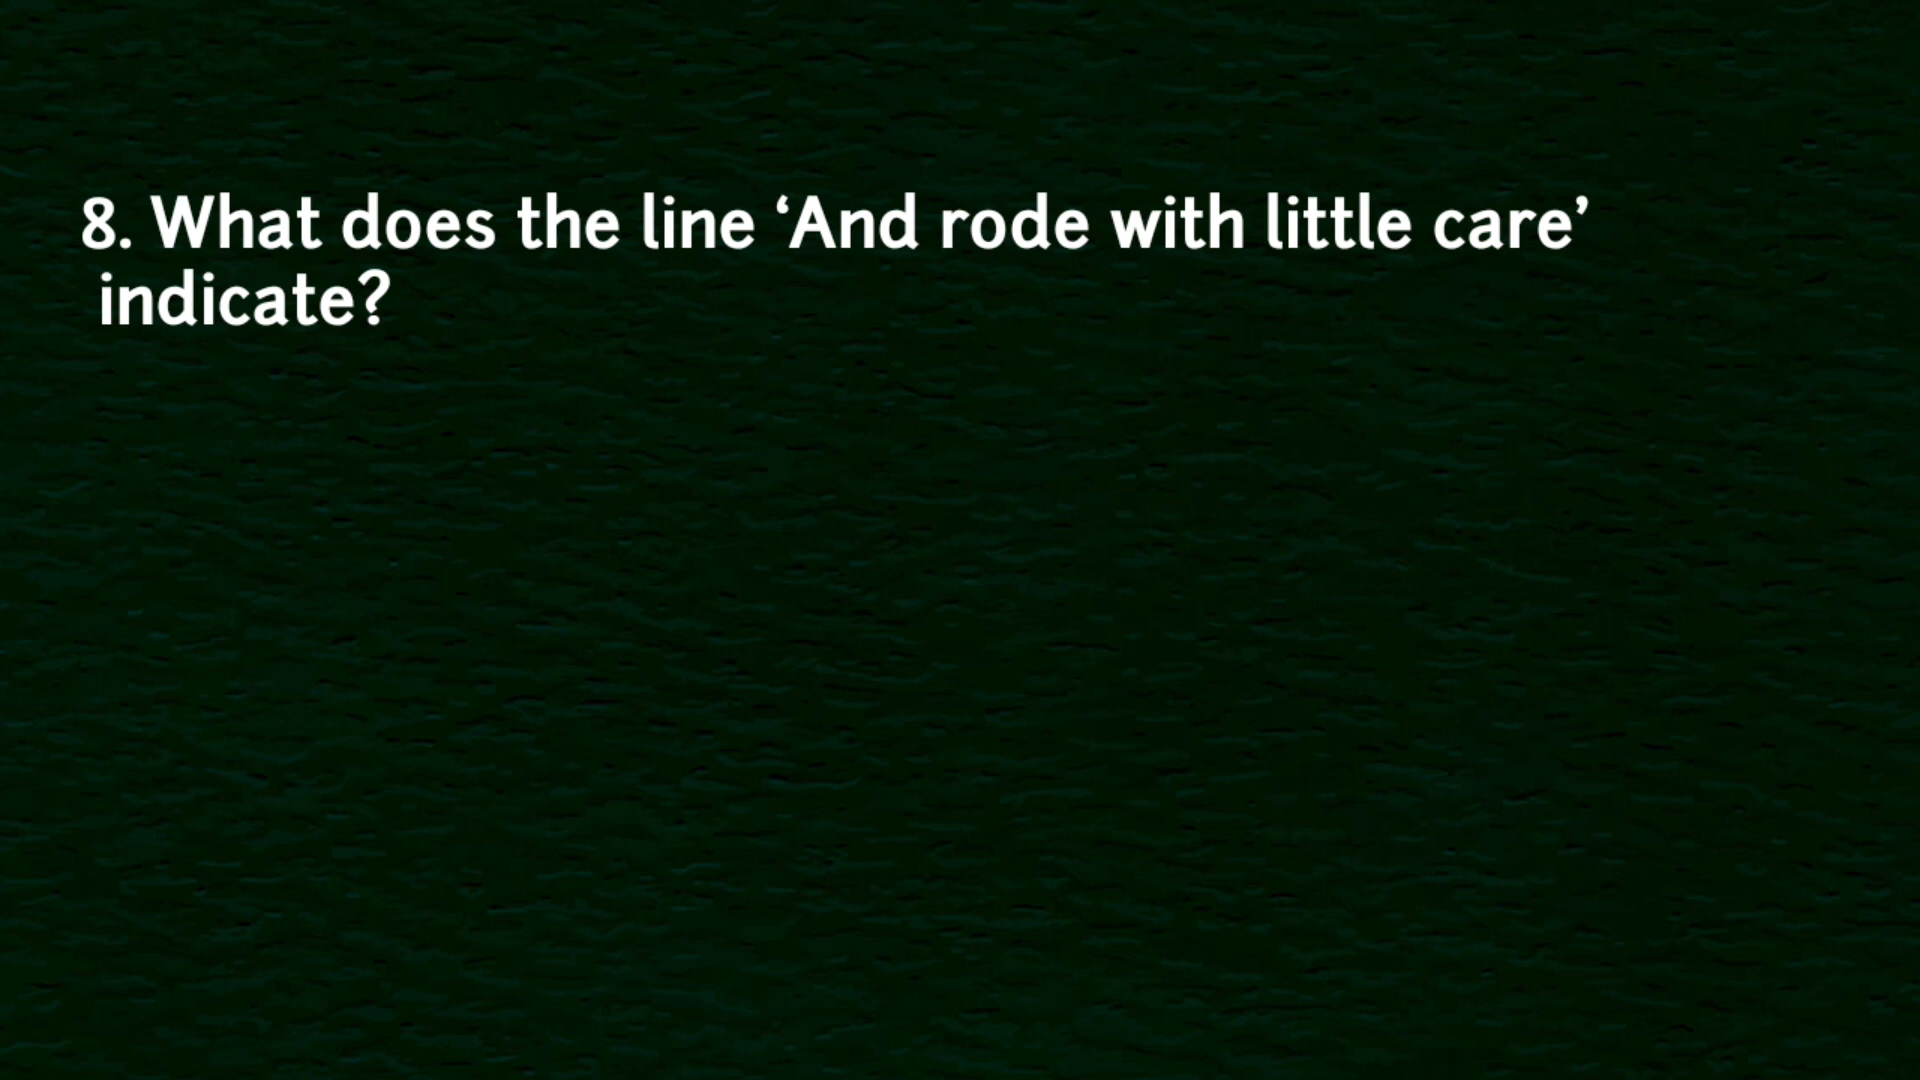 8. What does the line ‘And rode with little care’
indicate?